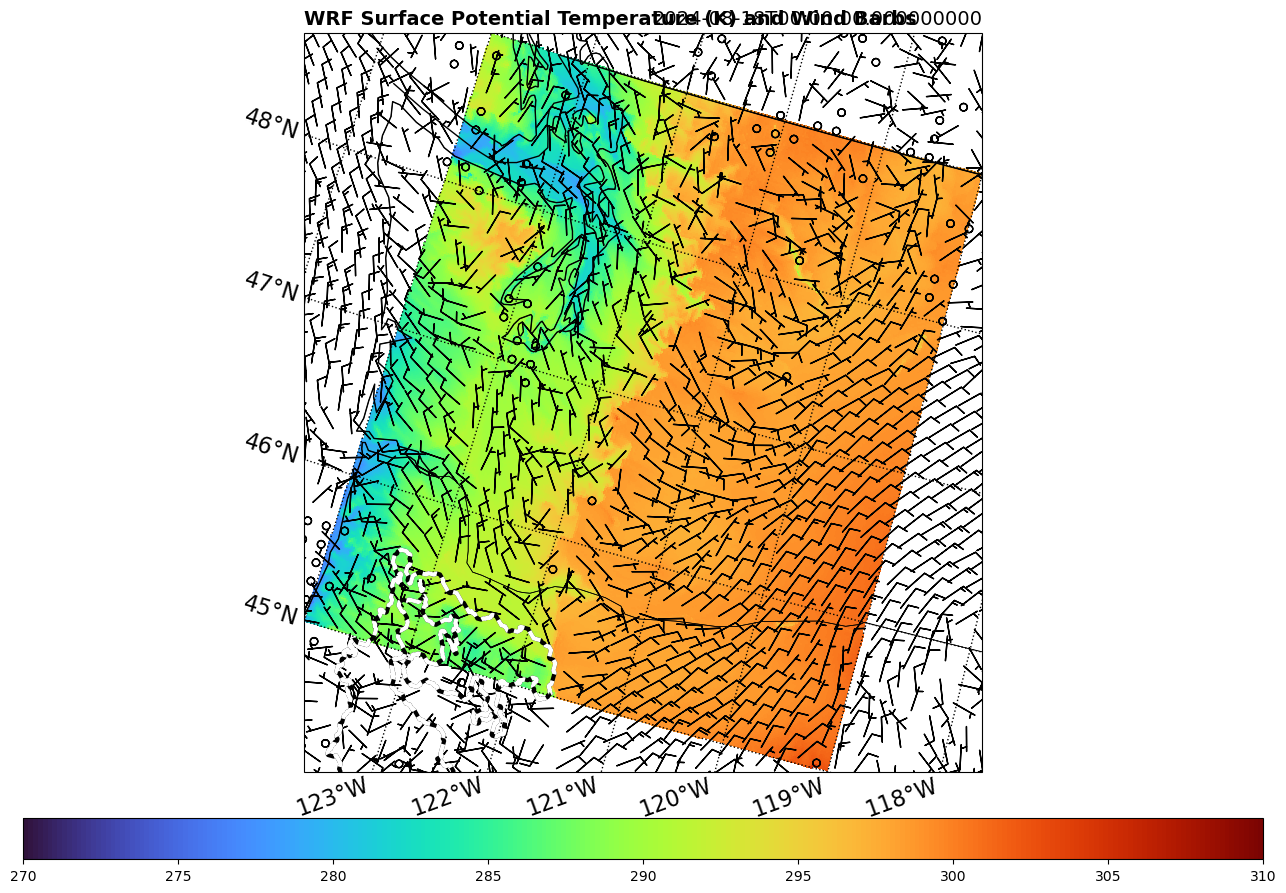 WRF Surface Potential Temperature (K) and Wind Barbs
48°N
47°N
46°N
45°N
123°W 122°W 121°W 120°W 119°W 118°W
270 275 280 285 290 295 300 305 310